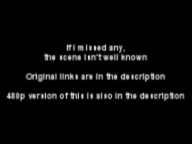 If I missed any,
the scene isn't well known
Original links are in the description
480p version of this is also in the description